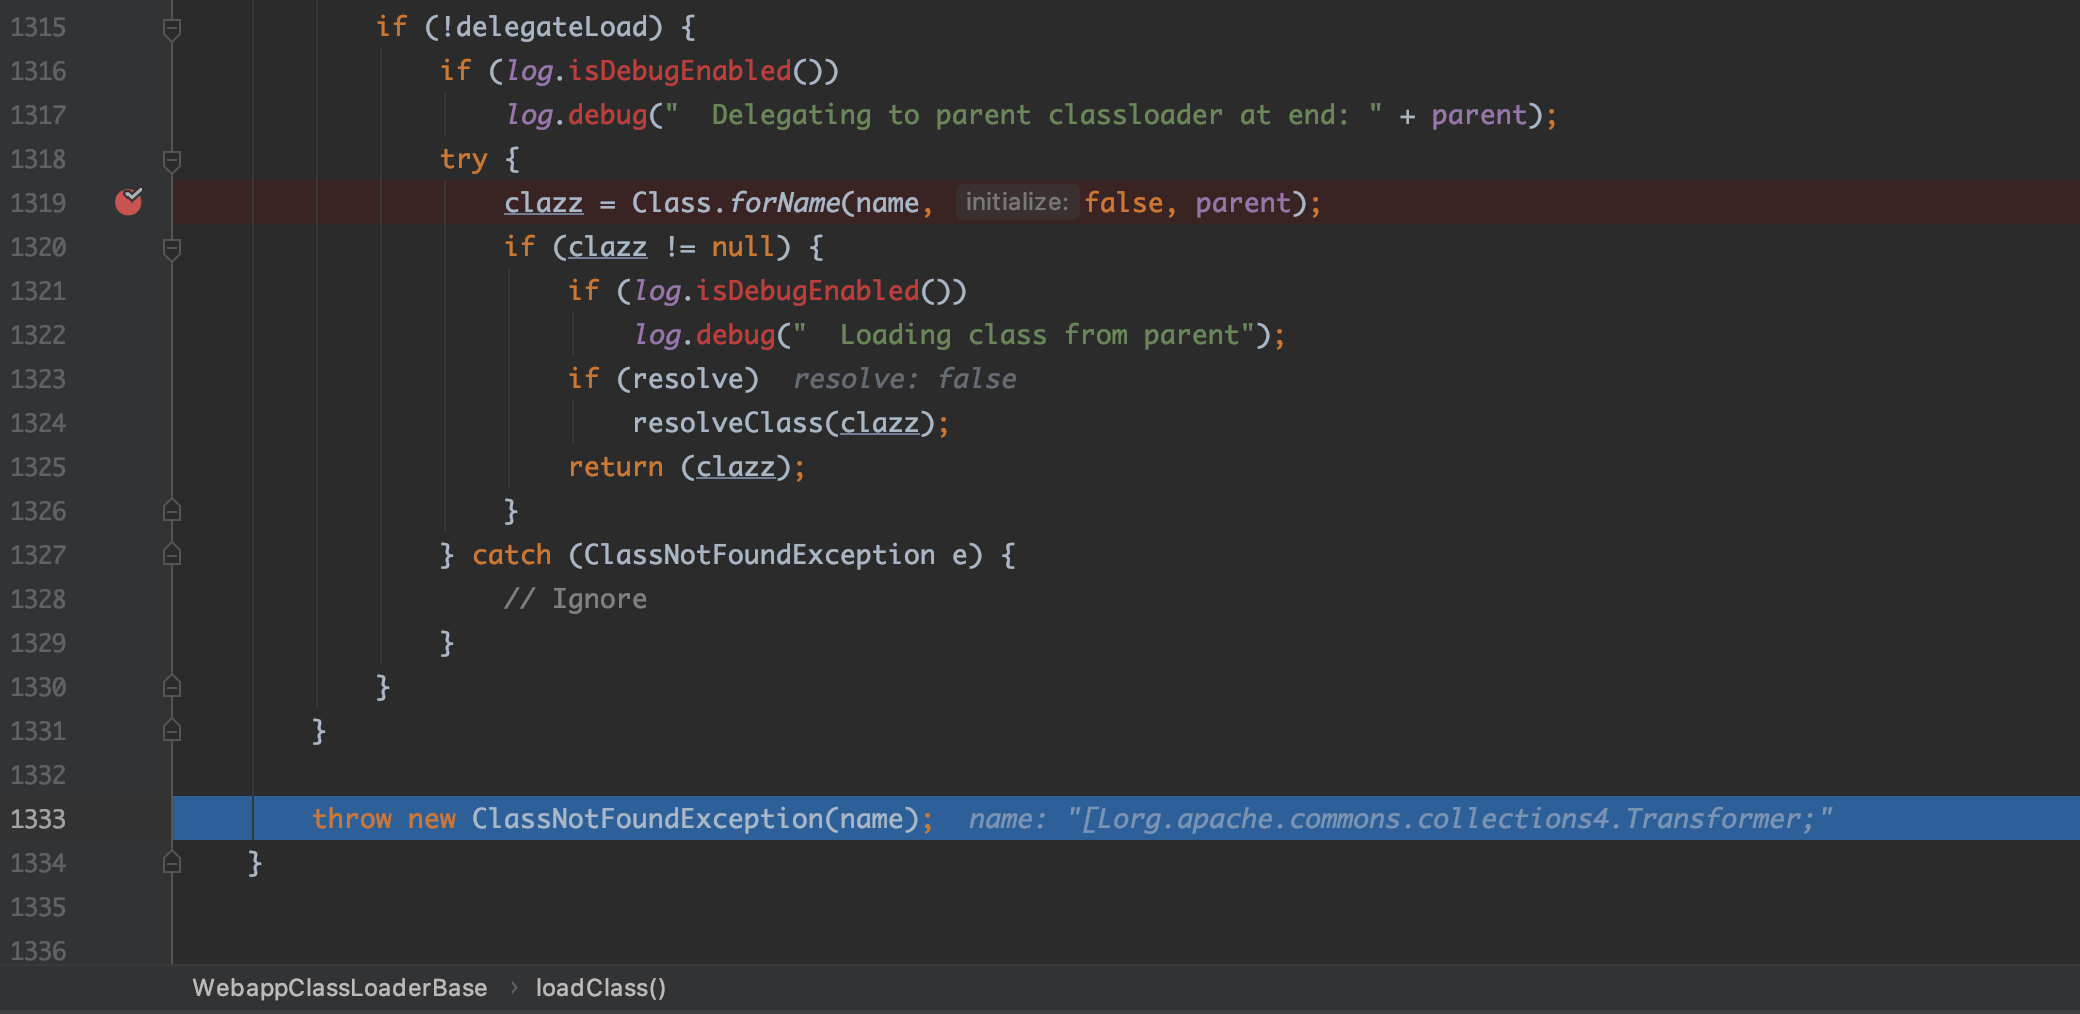 1315 if (!delegateLoad) {
1316 if (log.isDebugEnabled())
1317 log.debug("  Delegating to parent classloader at end: " + parent);
1318 try {
1319 clazz = Class.forName(name, initialize: false, parent);
1320 if (clazz != null) {
1321 if (log.isDebugEnabled())
1322 log.debug("  Loading class from parent");
1323 if (resolve) resolve: false
1324 resolveClass(clazz);
1325 return (clazz);
1326 }
1327 } catch (ClassNotFoundException e) {
1328 // Ignore
1329 }
1330 }
1331 }
1332
1333 throw new ClassNotFoundException(name); name: "[Lorg.apache.commons.collections4.Transformer;"
1334 }
1335
1336
WebappClassLoaderBase › loadClass()